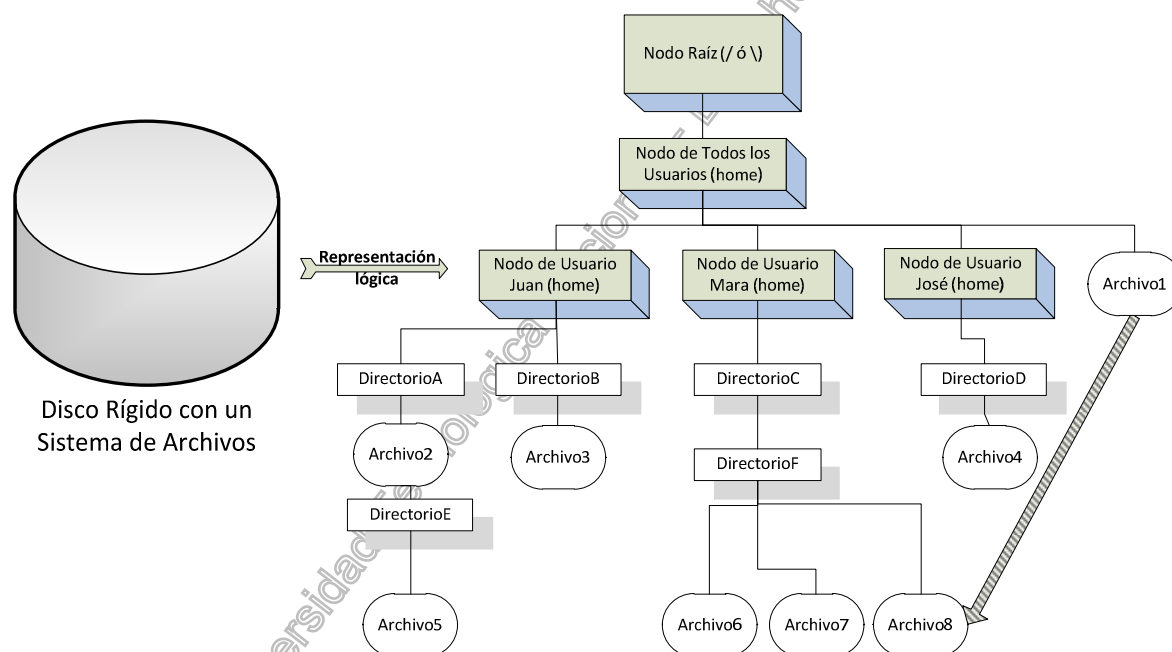 Nodo Raíz (/ ó \)
Nodo de Todos los
Usuarios (home)
Representación
lógica
Nodo de Usuario
Juan (home)
Nodo de Usuario
Mara (home)
Nodo de Usuario
José (home)
Archivo1
DirectorioA
DirectorioB
DirectorioC
DirectorioD
Disco Rígido con un
Sistema de Archivos
Archivo2
Archivo3
DirectorioF
Archivo4
DirectorioE
Archivo5
Archivo6
Archivo7
Archivo8